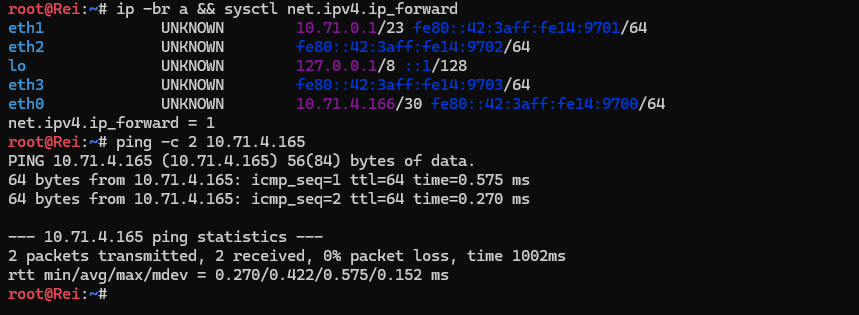 root@Rei:~# ip -br a && sysctl net.ipv4.ip_forward
eth1             UNKNOWN        10.71.0.1/23 fe80::42:3aff:fe14:9701/64
eth2             UNKNOWN        fe80::42:3aff:fe14:9702/64
lo               UNKNOWN        127.0.0.1/8 ::1/128
eth3             UNKNOWN        fe80::42:3aff:fe14:9703/64
eth0             UNKNOWN        10.71.4.166/30 fe80::42:3aff:fe14:9700/64
net.ipv4.ip_forward = 1
root@Rei:~# ping -c 2 10.71.4.165
PING 10.71.4.165 (10.71.4.165) 56(84) bytes of data.
64 bytes from 10.71.4.165: icmp_seq=1 ttl=64 time=0.575 ms
64 bytes from 10.71.4.165: icmp_seq=2 ttl=64 time=0.270 ms

--- 10.71.4.165 ping statistics ---
2 packets transmitted, 2 received, 0% packet loss, time 1002ms
rtt min/avg/max/mdev = 0.270/0.422/0.575/0.152 ms
root@Rei:~#